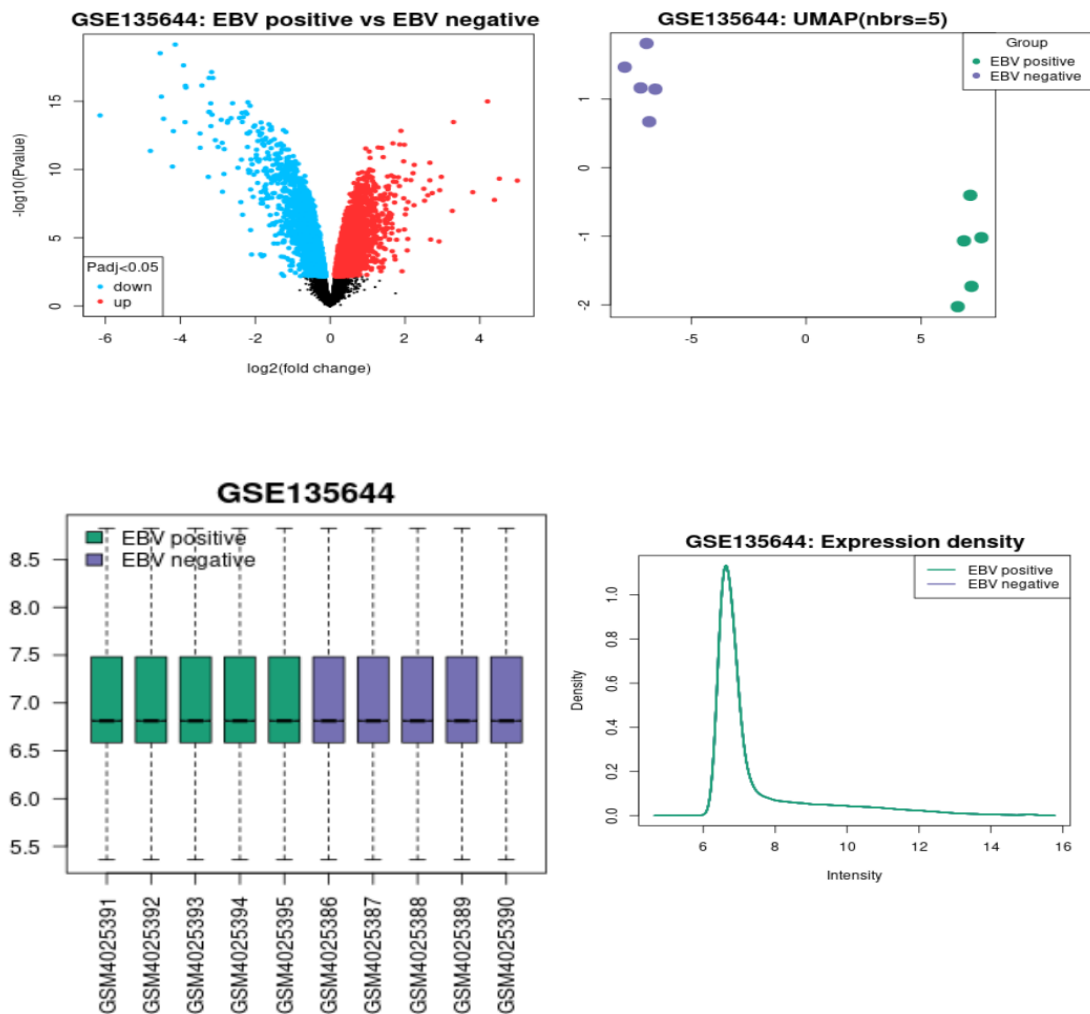 GSE135644: EBV positive vs EBV negative
-log10(Pvalue)
15
10
5
0
Padj<0.05
down
up
-6 -4 -2 0 2 4
log2(fold change)
GSE135644: UMAP(nbrs=5)
Group
EBV positive
EBV negative
1
0
-1
-2
-5 0 5
GSE135644
EBV positive
EBV negative
8.5
8.0
7.5
7.0
6.5
6.0
5.5
GSM4025391
GSM4025392
GSM4025393
GSM4025394
GSM4025395
GSM4025386
GSM4025387
GSM4025388
GSM4025389
GSM4025390
GSE135644: Expression density
EBV positive
EBV negative
Density
1.0
0.8
0.6
0.4
0.2
0.0
6 8 10 12 14 16
Intensity